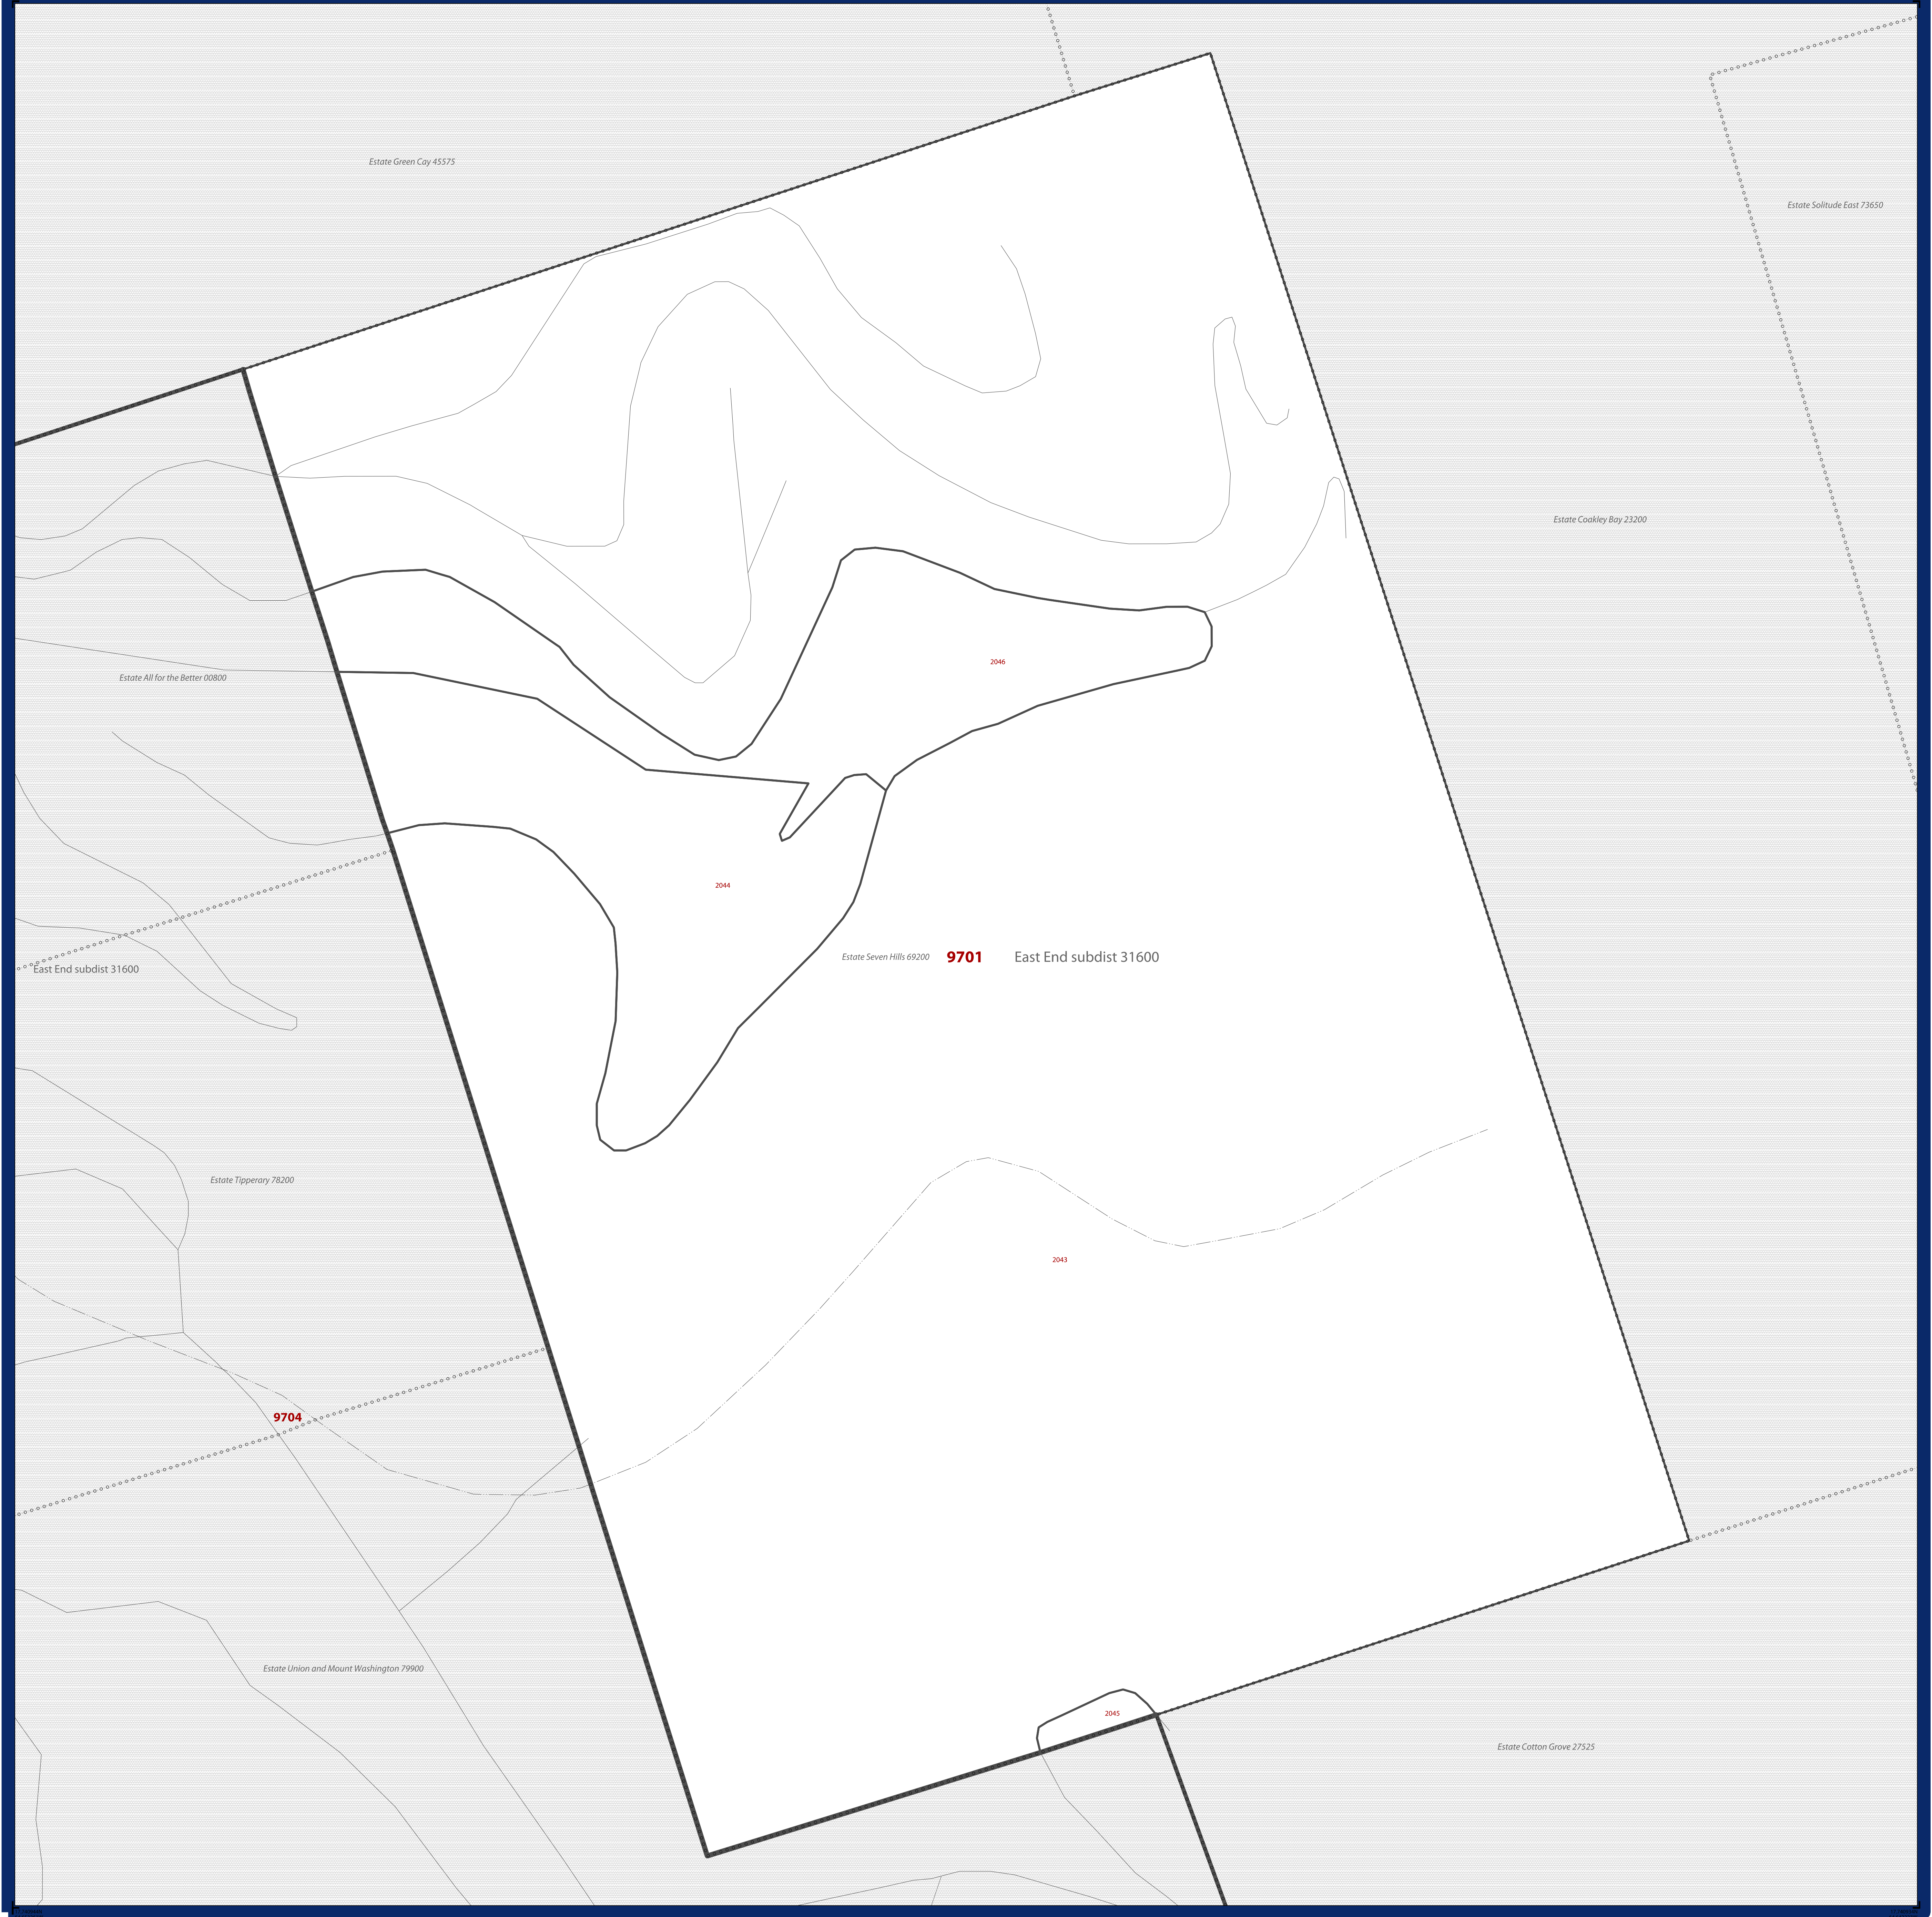 Estate Green Cay 45575
Estate Solitude East 73650
Estate Coakley Bay 23200
2046
Estate All for the Better 00800
2044
Estate Seven Hills 69200 9701 East End subdist 31600
East End subdist 31600
Estate Tipperary 78200
2043
9704
Estate Union and Mount Washington 79900
2045
Estate Cotton Grove 27525